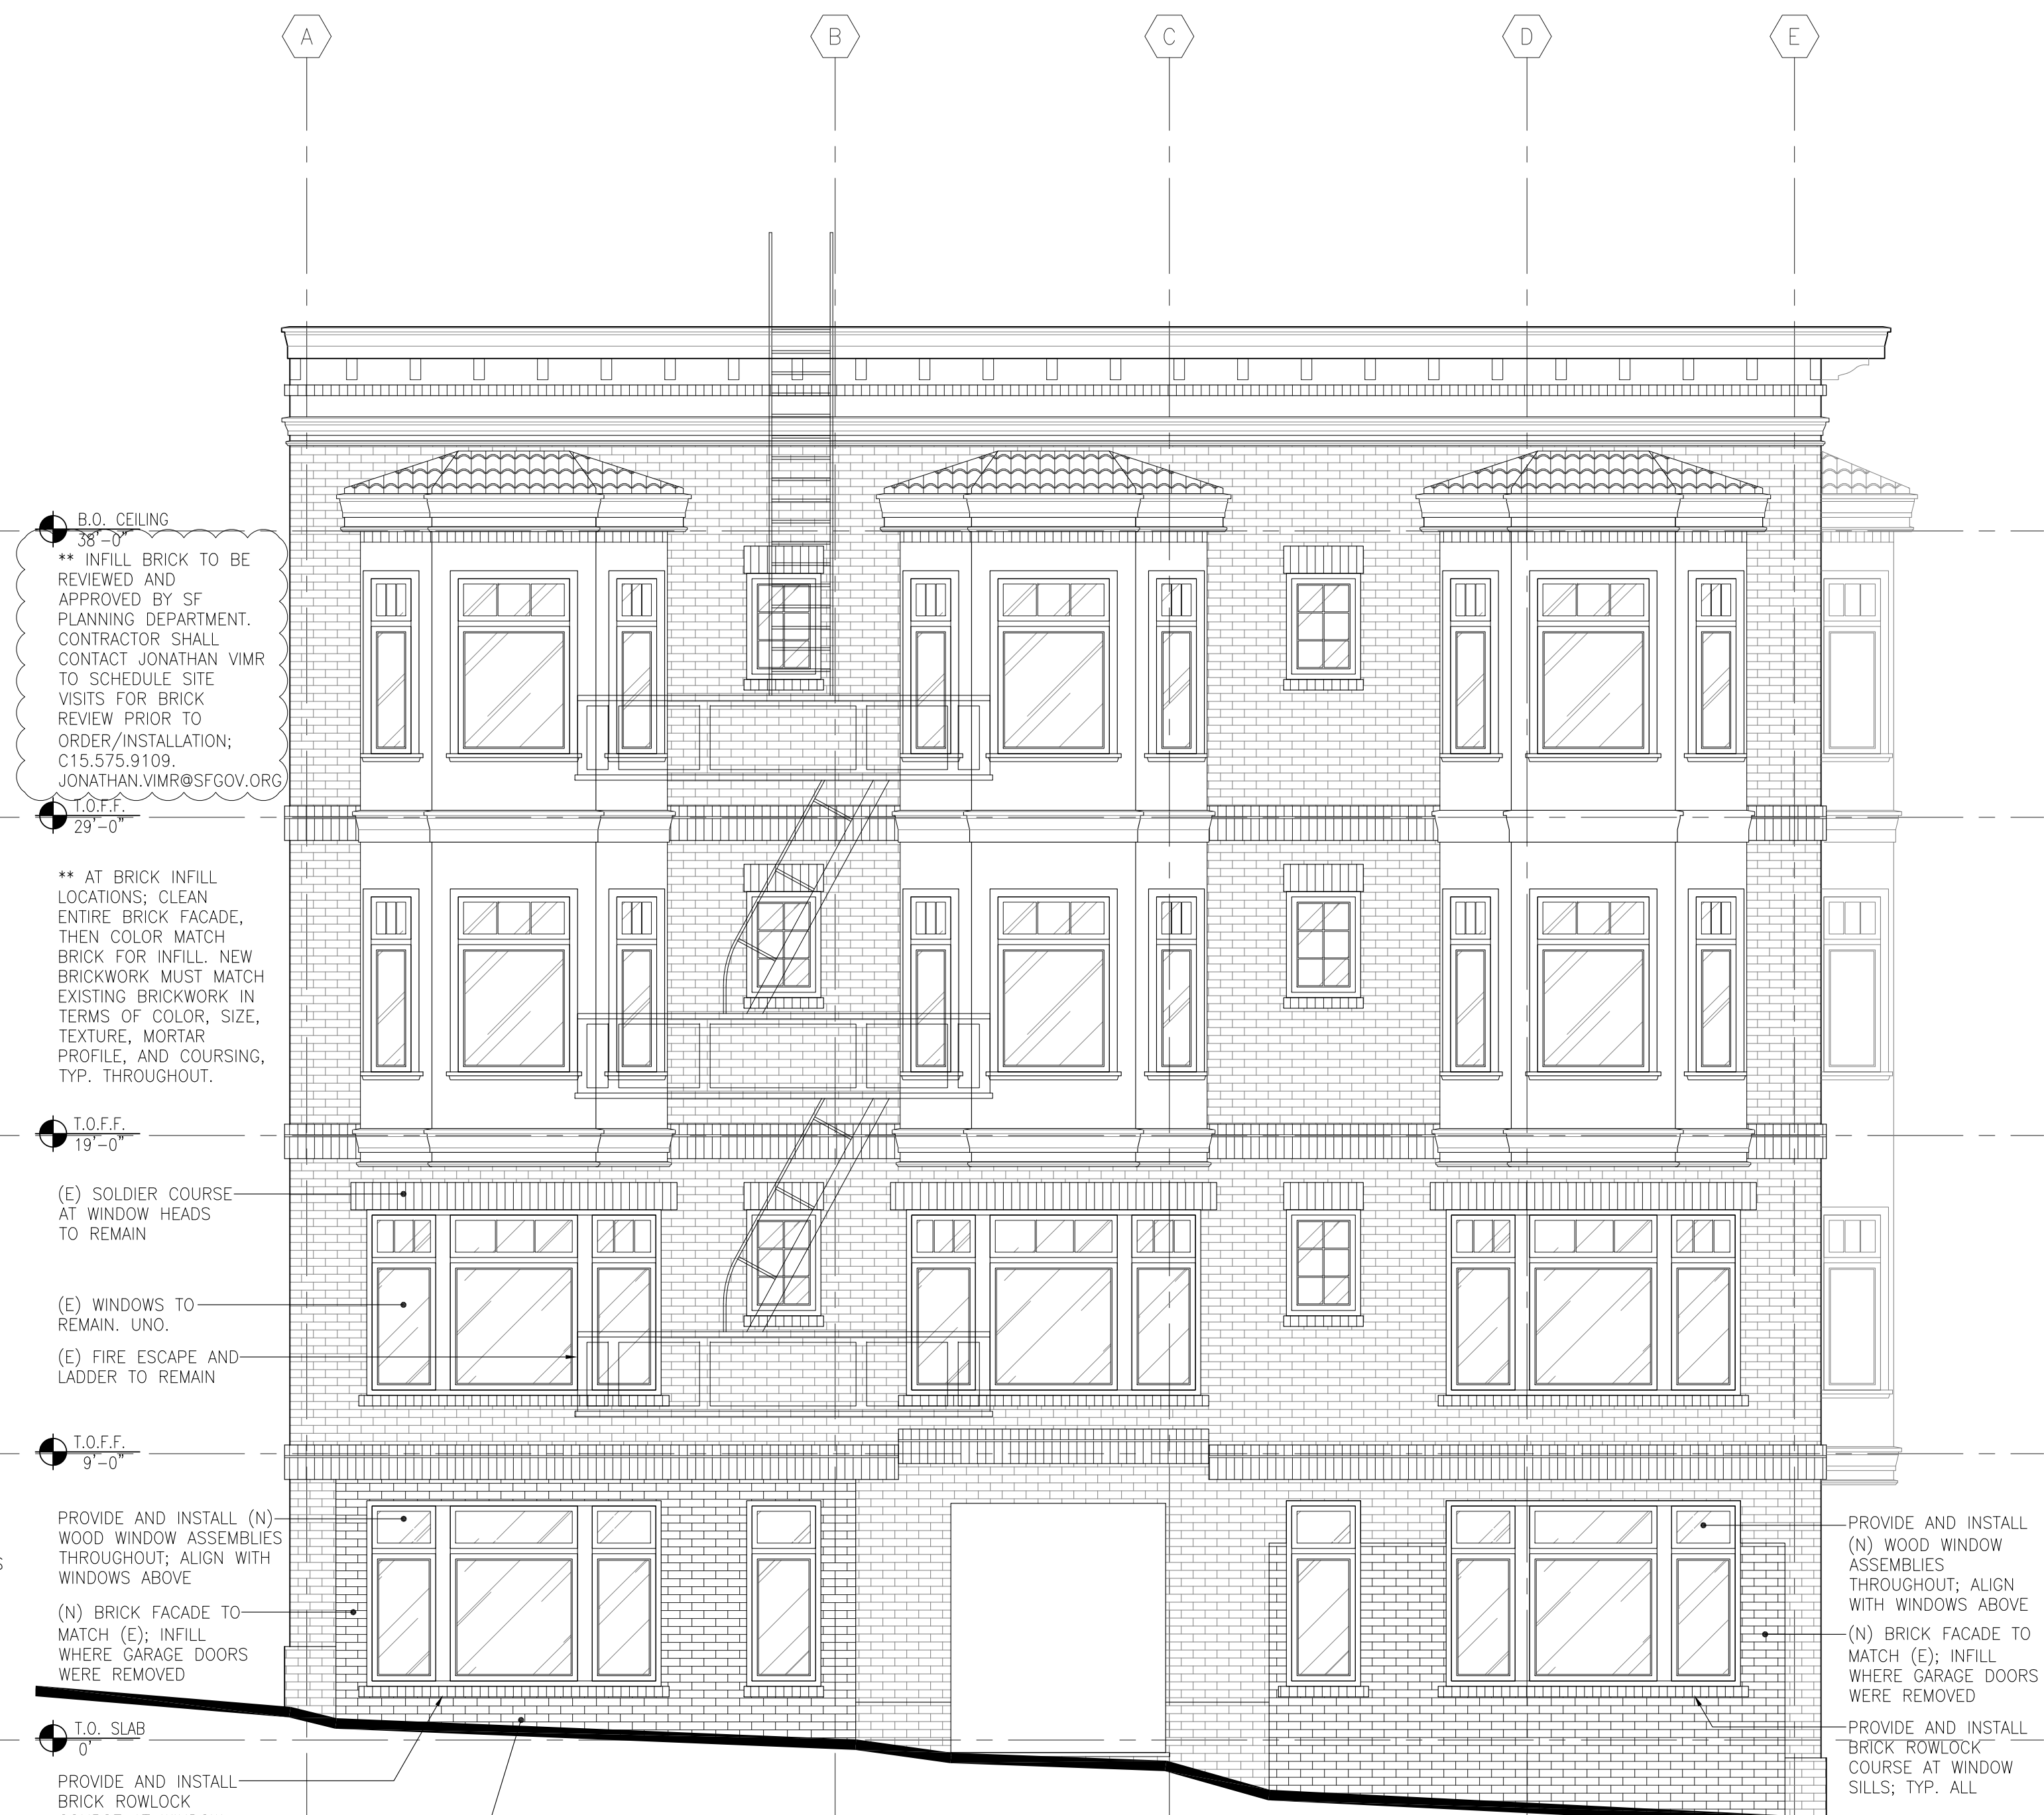 A
B
C
D
E
B.O. CEILING
38'-0"
** INFILL BRICK TO BE
REVIEWED AND
APPROVED BY SF
PLANNING DEPARTMENT.
CONTRACTOR SHALL
CONTACT JONATHAN VIMR
TO SCHEDULE SITE
VISITS FOR BRICK
REVIEW PRIOR TO
ORDER/INSTALLATION;
C15.575.9109.
JONATHAN.VIMR@SFGOV.ORG
T.O.F.F.
29'-0"
** AT BRICK INFILL
LOCATIONS; CLEAN
ENTIRE BRICK FACADE,
THEN COLOR MATCH
BRICK FOR INFILL. NEW
BRICKWORK MUST MATCH
EXISTING BRICKWORK IN
TERMS OF COLOR, SIZE,
TEXTURE, MORTAR
PROFILE, AND COURSING,
TYP. THROUGHOUT.
T.O.F.F.
19'-0"
(E) SOLDIER COURSE
AT WINDOW HEADS
TO REMAIN
(E) WINDOWS TO
REMAIN. UNO.
(E) FIRE ESCAPE AND
LADDER TO REMAIN
T.O.F.F.
9'-0"
PROVIDE AND INSTALL (N)
WOOD WINDOW ASSEMBLIES
THROUGHOUT; ALIGN WITH
WINDOWS ABOVE
S
(N) BRICK FACADE TO
MATCH (E); INFILL
WHERE GARAGE DOORS
WERE REMOVED
T.O. SLAB
0'
PROVIDE AND INSTALL
BRICK ROWLOCK
PROVIDE AND INSTALL
(N) WOOD WINDOW
ASSEMBLIES
THROUGHOUT; ALIGN
WITH WINDOWS ABOVE
(N) BRICK FACADE TO
MATCH (E); INFILL
WHERE GARAGE DOORS
WERE REMOVED
PROVIDE AND INSTALL
BRICK ROWLOCK
COURSE AT WINDOW
SILLS; TYP. ALL